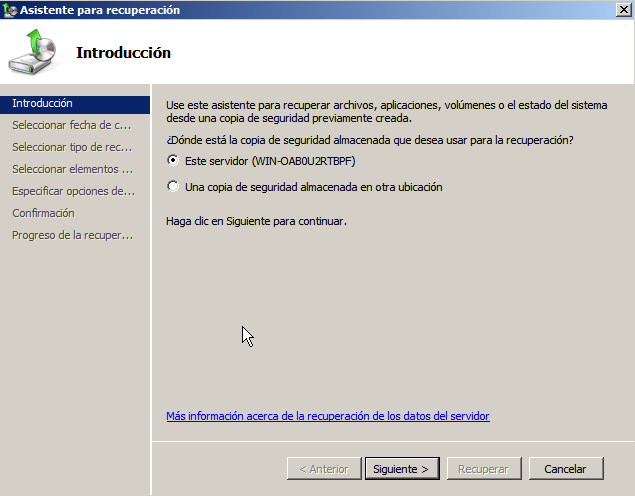 Asistente para recuperación
Introducción
Introducción
Seleccionar fecha de c...
Seleccionar tipo de rec...
Seleccionar elementos ...
Especificar opciones de...
Confirmación
Progreso de la recuper...
Use este asistente para recuperar archivos, aplicaciones, volúmenes o el estado del sistema
desde una copia de seguridad previamente creada.
¿Dónde está la copia de seguridad almacenada que desea usar para la recuperación?
Este servidor (WIN-OAB0U2RTBPF)
Una copia de seguridad almacenada en otra ubicación
Haga clic en Siguiente para continuar.
Más información acerca de la recuperación de los datos del servidor
< Anterior
Siguiente >
Recuperar
Cancelar